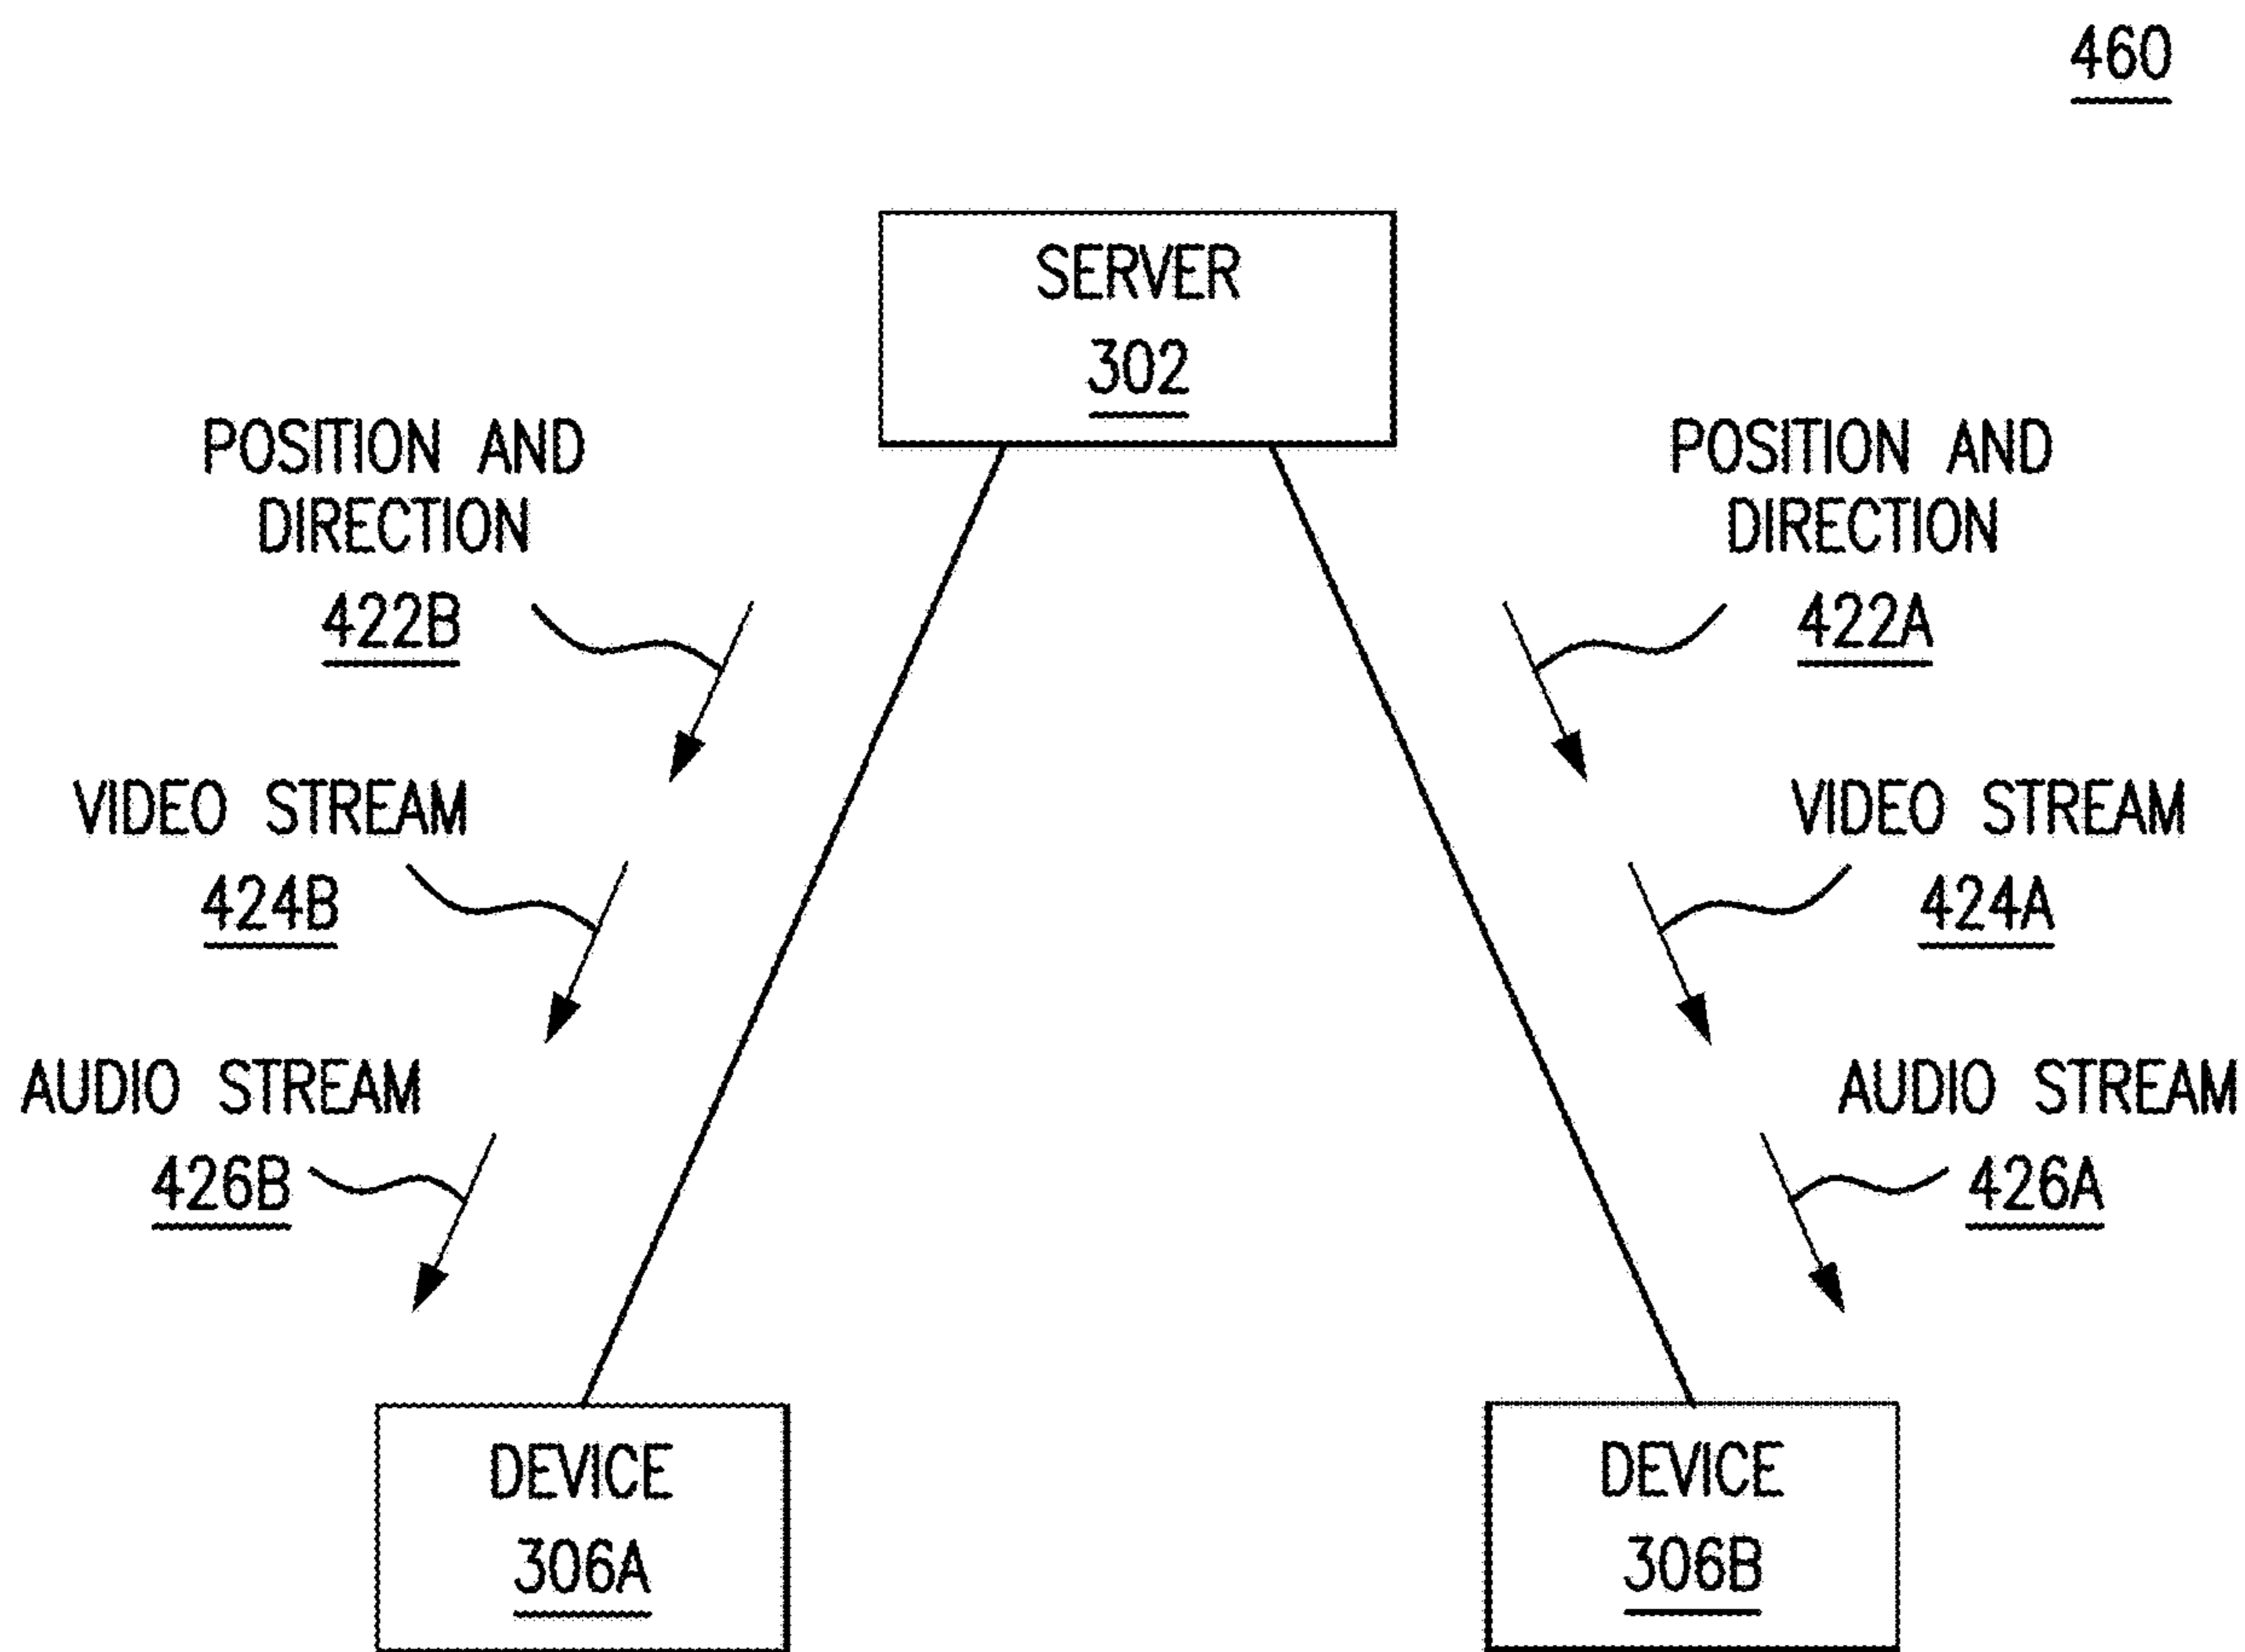 460
SERVER
302
POSITION AND
DIRECTION
422B
POSITION AND
DIRECTION
422A
VIDEO STREAM
424B
VIDEO STREAM
424A
AUDIO STREAM
426B
AUDIO STREAM
426A
DEVICE
306A
DEVICE
306B